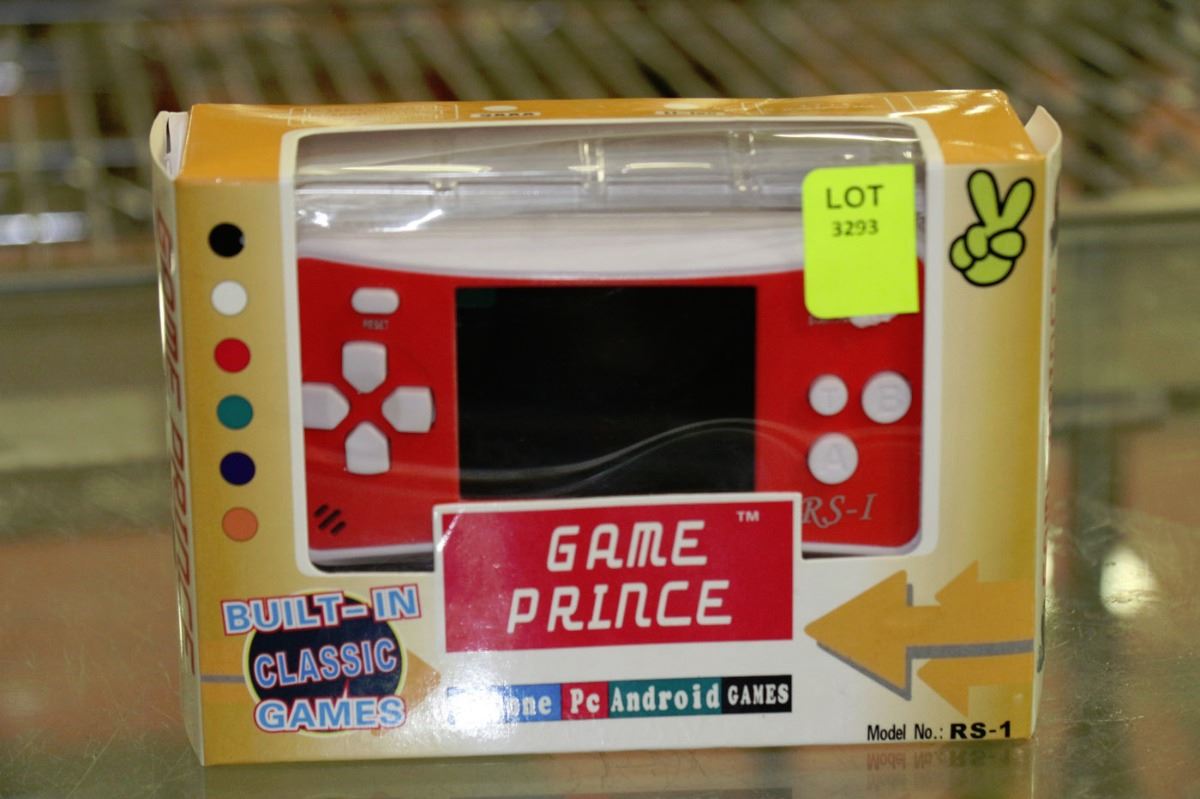 LOT
3293
RESET
T B
A
RS-1
GAME
PRINCE
TM
BUILT-IN
CLASSIC
GAMES
Pc Android GAMES
Model No.: RS-1
GAME PRINCE